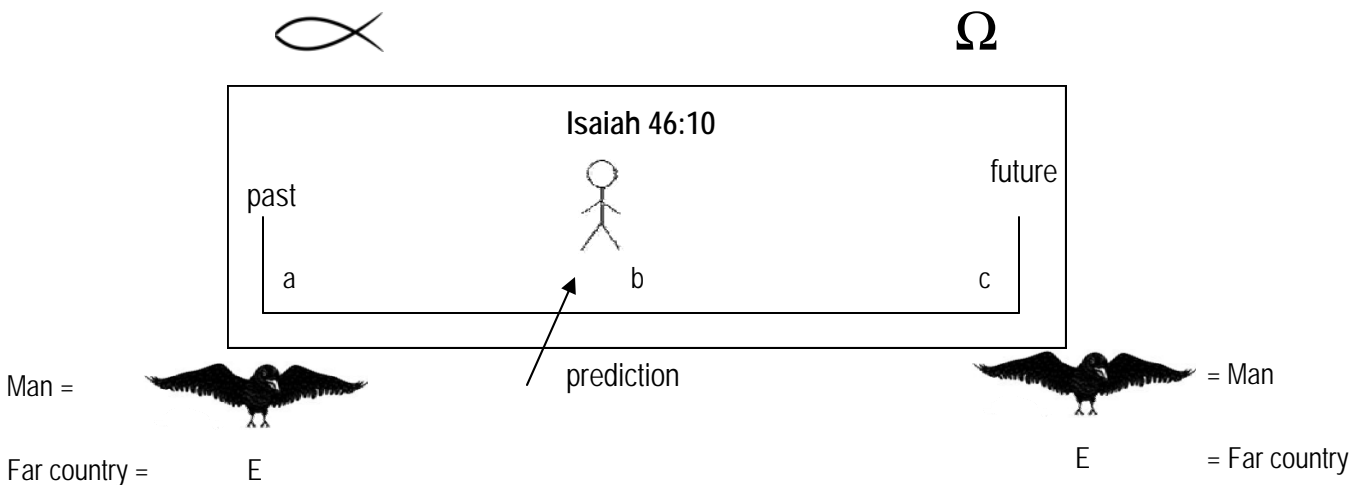 Ω
Isaiah 46:10
past
future
a
b
c
prediction
Man =
= Man
Far country = E
E = Far country